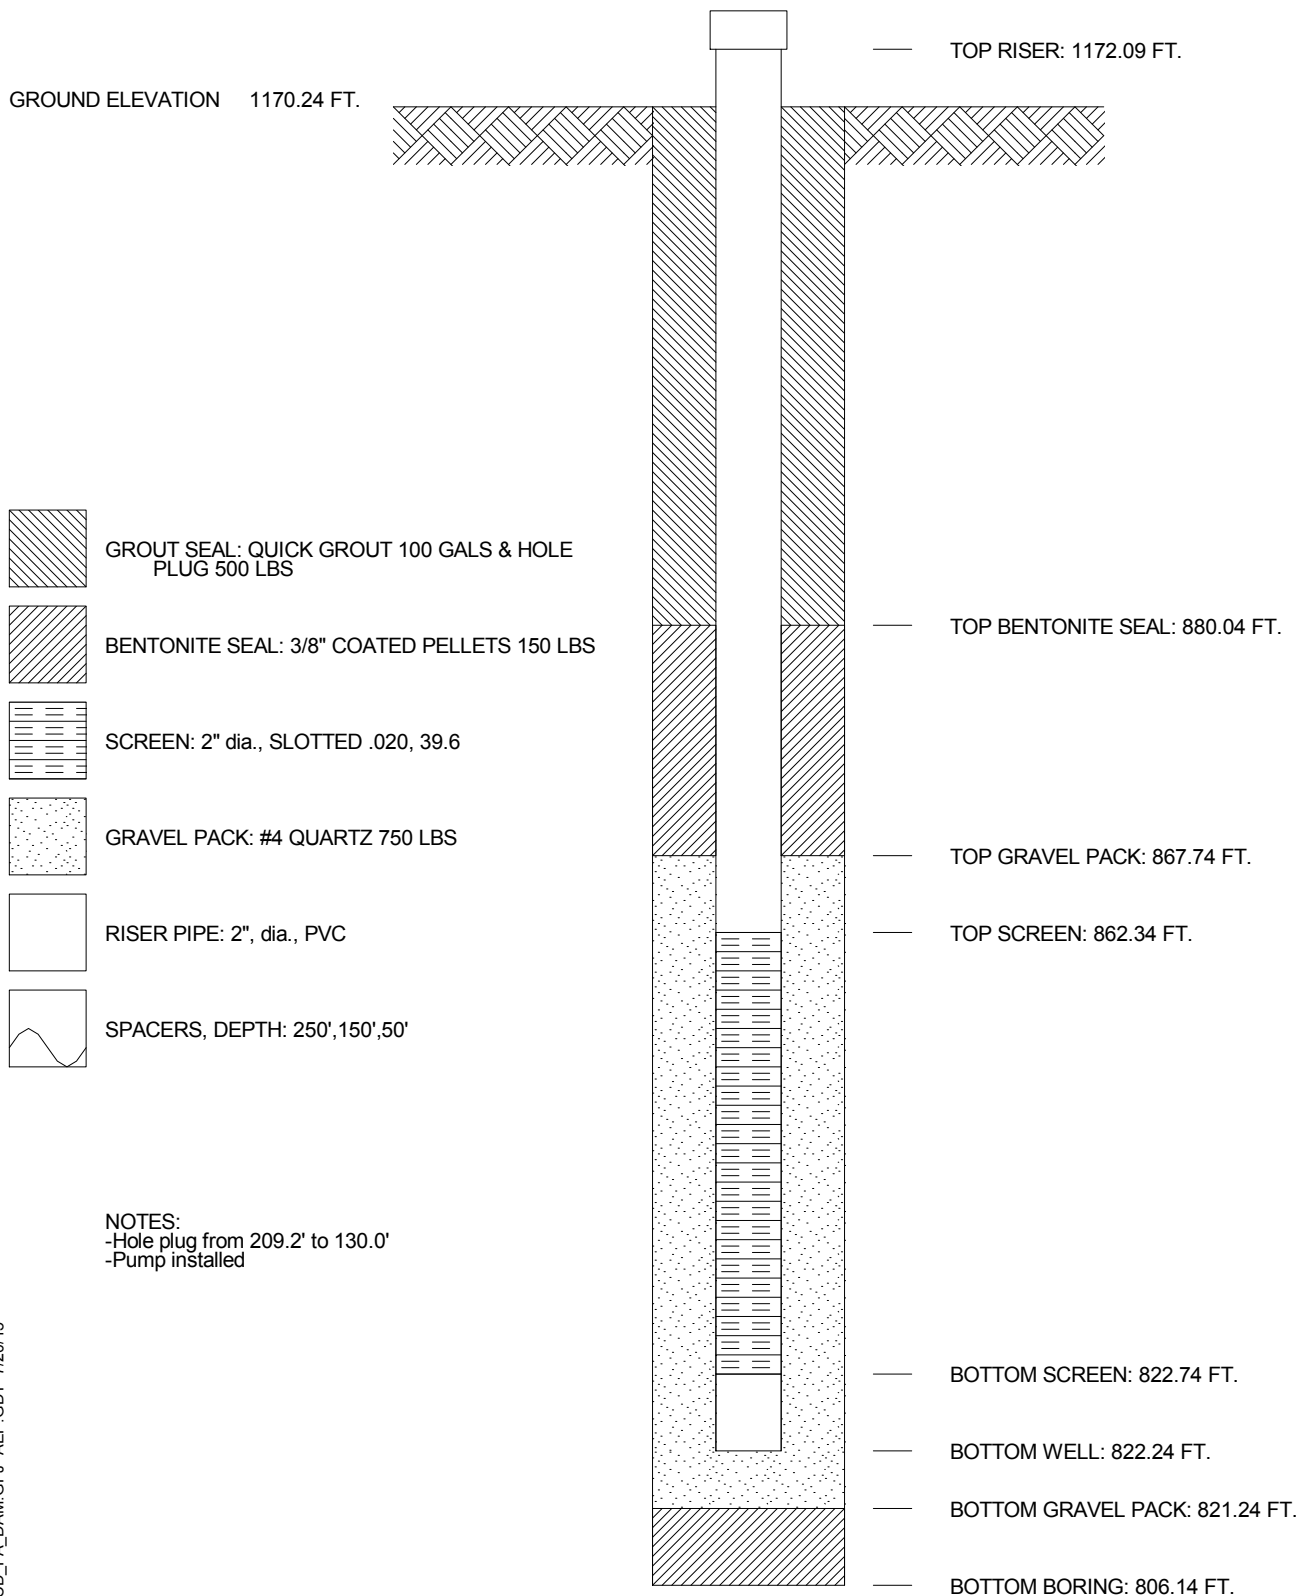 TOP RISER: 1172.09 FT.
GROUND ELEVATION 1170.24 FT.
GROUT SEAL: QUICK GROUT 100 GALS & HOLE
PLUG 500 LBS
TOP BENTONITE SEAL: 880.04 FT.
BENTONITE SEAL: 3/8" COATED PELLETS 150 LBS
SCREEN: 2" dia., SLOTTED .020, 39.6
GRAVEL PACK: #4 QUARTZ 750 LBS
TOP GRAVEL PACK: 867.74 FT.
RISER PIPE: 2", dia., PVC
TOP SCREEN: 862.34 FT.
SPACERS, DEPTH: 250',150',50'
NOTES:
-Hole plug from 209.2' to 130.0'
-Pump installed
BOTTOM SCREEN: 822.74 FT.
BOTTOM WELL: 822.24 FT.
BOTTOM GRAVEL PACK: 821.24 FT.
BOTTOM BORING: 806.14 FT.